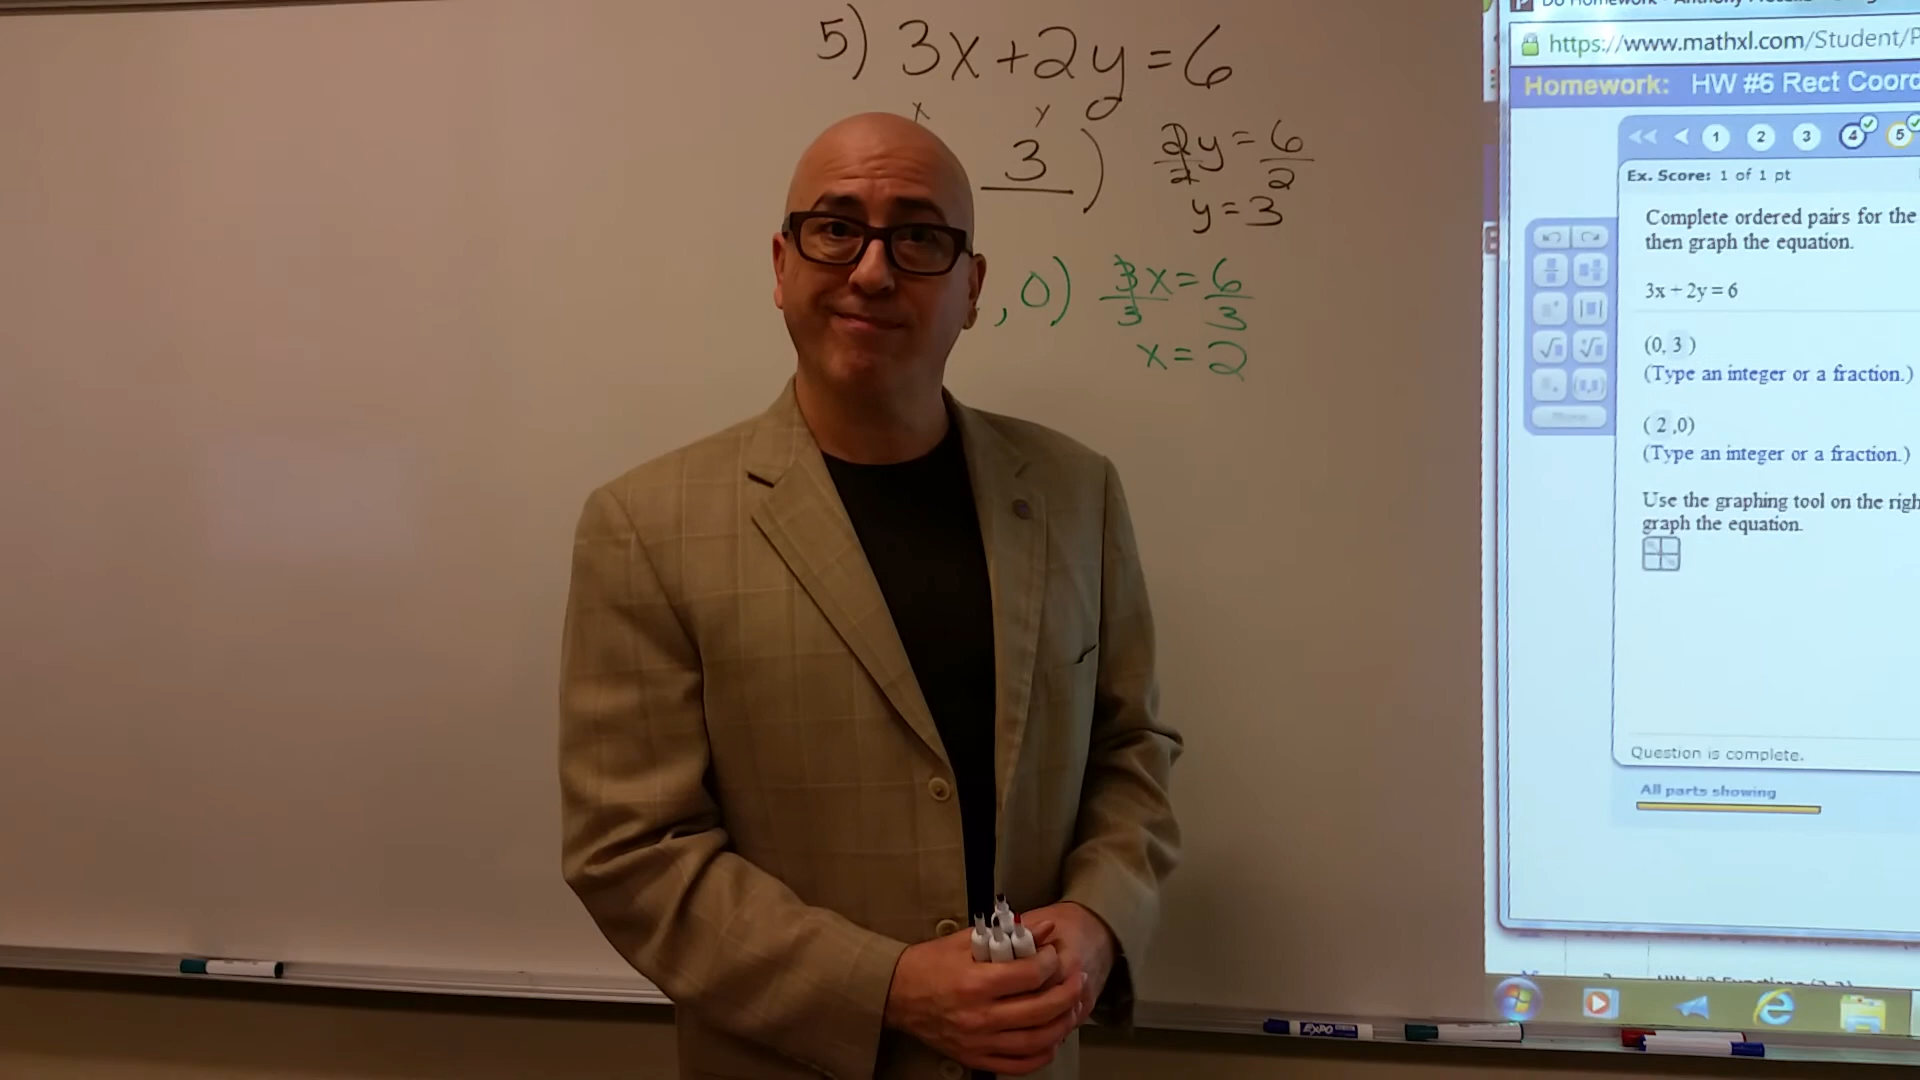 5) 3x+2y=6
x y
3 )
2y=6
2 2
y=3
, 0)
3x=6
3 3
x=2
https://www.mathxl.com/Student/P
Homework: HW #6 Rect Coord
1 2 3 4 5
Ex. Score: 1 of 1 pt
Complete ordered pairs for the
then graph the equation.
3x + 2y = 6
(0, 3 )
(Type an integer or a fraction.)
( 2 ,0)
(Type an integer or a fraction.)
Use the graphing tool on the righ
graph the equation.
Question is complete.
All parts showing
EXPO